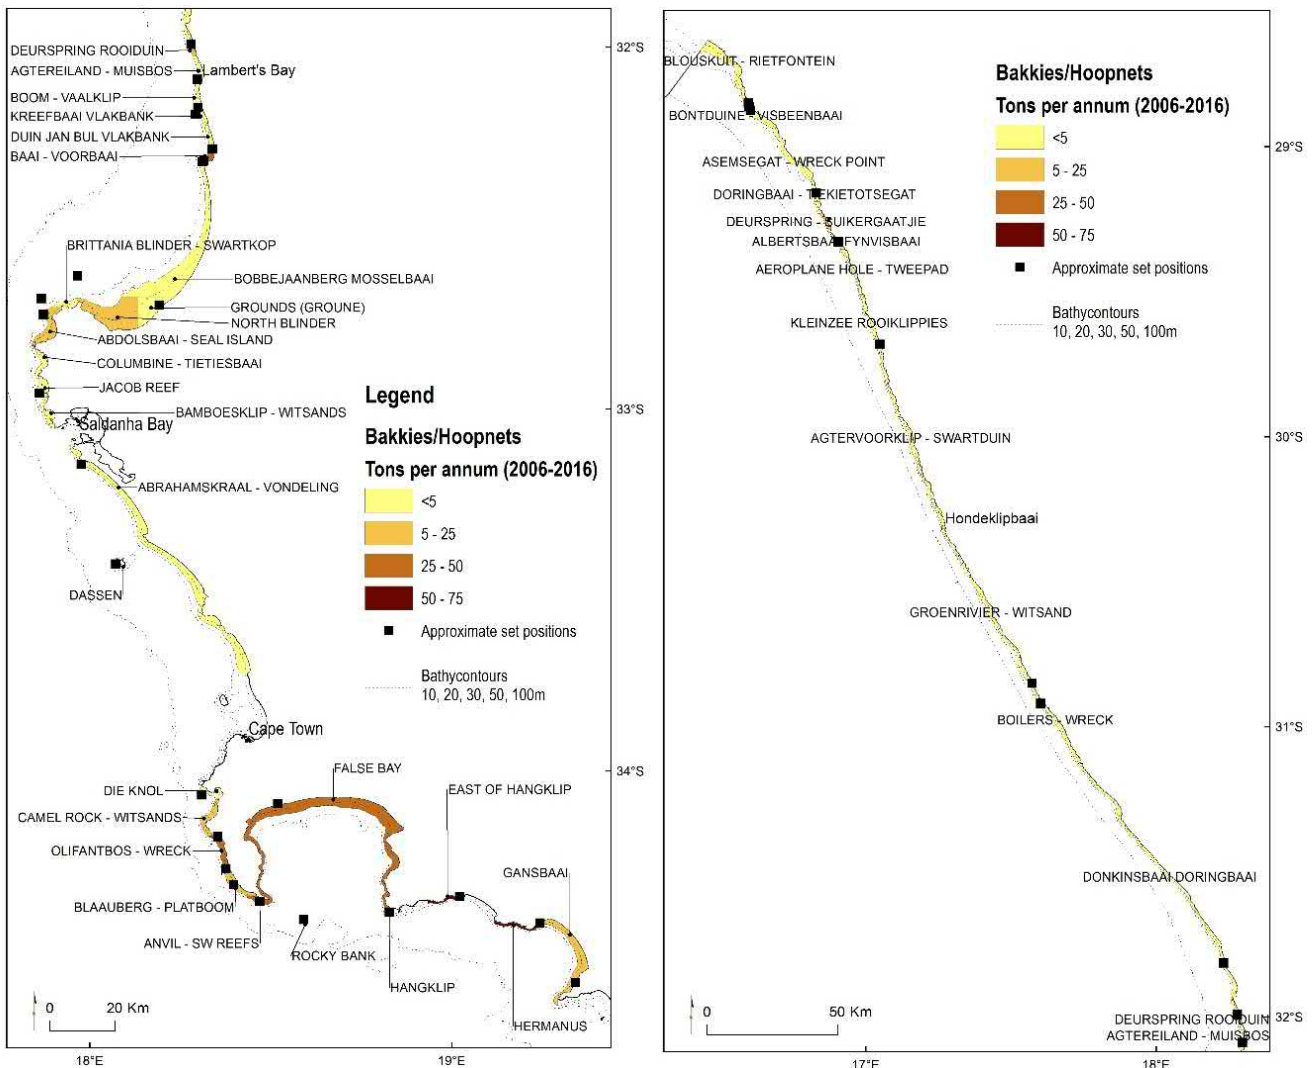 DEURSPRING ROOIDUIN
AGTEREILAND - MUISBOS
Lambert's Bay
BOOM - VAALKLIP
KREEFBAAI VLAKBANK
DUIN JAN BUL VLAKBANK
BAAI - VOORBAAI
BRITTANIA BLINDER - SWARTKOP
BOBBEJAANBERG MOSSELBAAI
GROUNDS (GROUNE)
NORTH BLINDER
ABDOLSBAAI - SEAL ISLAND
COLUMBINE - TIETIESBAAI
JACOB REEF
BAMBOESKLIP - WITSANDS
Saldanha Bay
ABRAHAMSKRAAL - VONDELING
DASSEN
Cape Town
DIE KNOL
FALSE BAY
EAST OF HANGKLIP
CAMEL ROCK - WITSANDS
OLIFANTBOS - WRECK
GANSBAAI
BLAAUBERG - PLATBOOM
ANVIL - SW REEFS
ROCKY BANK
HANGKLIP
HERMANUS
Legend
Bakkies/Hoopnets
Tons per annum (2006-2016)
<5
5 - 25
25 - 50
50 - 75
Approximate set positions
Bathycontours
10, 20, 30, 50, 100m
0 20 Km
32°S
33°S
34°S
18°E
19°E
BLOUSKUIT - RIETFONTEIN
BONTDUINE - VISBEENBAAI
ASEMSEGAT - WRECK POINT
DORINGBAAI - TIEKIETOTSEGAT
DEURSPRING - SUIKERGAATJIE
ALBERTSBAAI FYNVISBAAI
AEROPLANE HOLE - TWEEPAD
KLEINZEE ROOIKLIPPIES
AGTERVOORKLIP - SWARTDUIN
Hondeklipbaai
GROENRIVIER - WITSAND
BOILERS - WRECK
DONKINSBAAI DORINGBAAI
DEURSPRING ROOIDUIN
AGTEREILAND - MUISBOS
Bakkies/Hoopnets
Tons per annum (2006-2016)
<5
5 - 25
25 - 50
50 - 75
Approximate set positions
Bathycontours
10, 20, 30, 50, 100m
0 50 Km
29°S
30°S
31°S
32°S
17°E
18°E